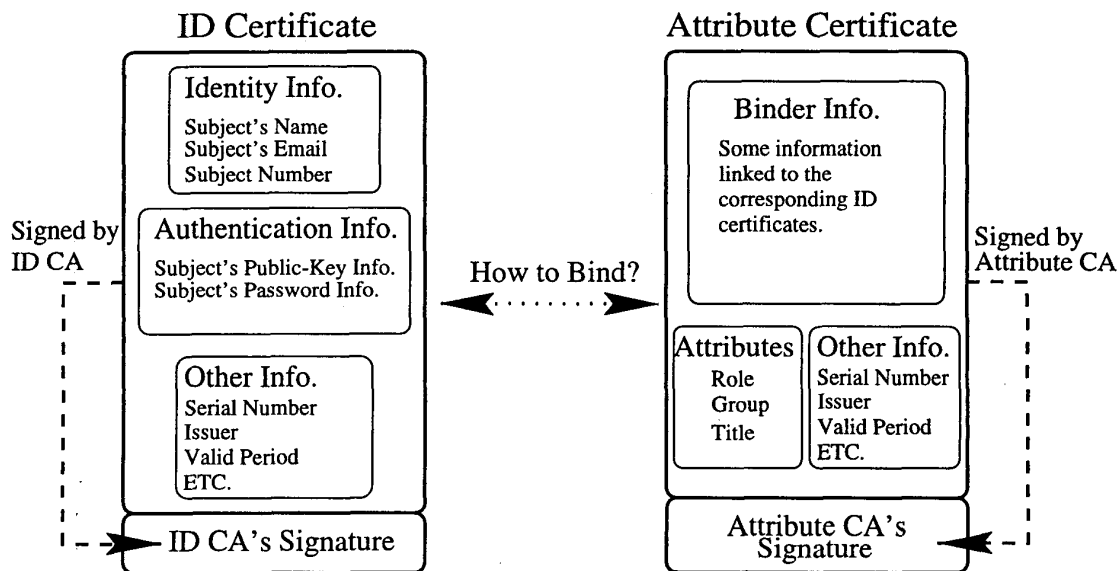 ID Certificate
Identity Info.
Subject's Name
Subject's Email
Subject Number
Authentication Info.
Subject's Public-Key Info.
Subject's Password Info.
Other Info.
Serial Number
Issuer
Valid Period
ETC.
ID CA's Signature
Signed by
ID CA
How to Bind?
Attribute Certificate
Binder Info.
Some information
linked to the
corresponding ID
certificates.
Attributes
Role
Group
Title
Other Info.
Serial Number
Issuer
Valid Period
ETC.
Attribute CA's
Signature
Signed by
Attribute CA